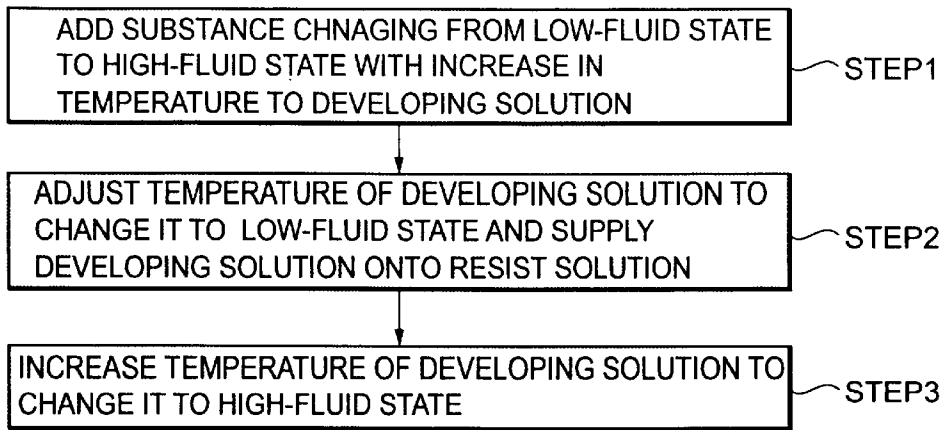 ADD SUBSTANCE CHNAGING FROM LOW-FLUID STATE
TO HIGH-FLUID STATE WITH INCREASE IN
TEMPERATURE TO DEVELOPING SOLUTION
STEP1
ADJUST TEMPERATURE OF DEVELOPING SOLUTION TO
CHANGE IT TO LOW-FLUID STATE AND SUPPLY
DEVELOPING SOLUTION ONTO RESIST SOLUTION
STEP2
INCREASE TEMPERATURE OF DEVELOPING SOLUTION TO
CHANGE IT TO HIGH-FLUID STATE
STEP3